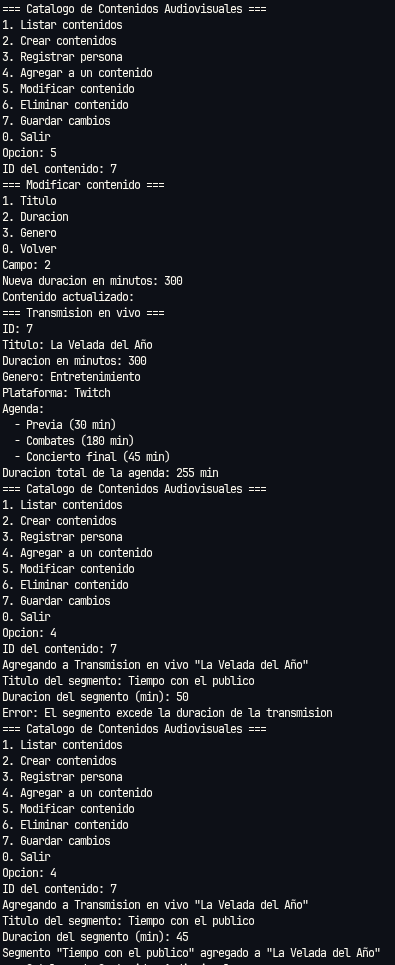 === Catalogo de Contenidos Audiovisuales ===
1. Listar contenidos
2. Crear contenidos
3. Registrar persona
4. Agregar a un contenido
5. Modificar contenido
6. Eliminar contenido
7. Guardar cambios
0. Salir
Opcion: 5
ID del contenido: 7
=== Modificar contenido ===
1. Titulo
2. Duracion
3. Genero
0. Volver
Campo: 2
Nueva duracion en minutos: 300
Contenido actualizado:
=== Transmision en vivo ===
ID: 7
Titulo: La Velada del Año
Duracion en minutos: 300
Genero: Entretenimiento
Plataforma: Twitch
Agenda:
  - Previa (30 min)
  - Combates (180 min)
  - Concierto final (45 min)
Duracion total de la agenda: 255 min
=== Catalogo de Contenidos Audiovisuales ===
1. Listar contenidos
2. Crear contenidos
3. Registrar persona
4. Agregar a un contenido
5. Modificar contenido
6. Eliminar contenido
7. Guardar cambios
0. Salir
Opcion: 4
ID del contenido: 7
Agregando a Transmision en vivo "La Velada del Año"
Titulo del segmento: Tiempo con el publico
Duracion del segmento (min): 50
Error: El segmento excede la duracion de la transmision
=== Catalogo de Contenidos Audiovisuales ===
1. Listar contenidos
2. Crear contenidos
3. Registrar persona
4. Agregar a un contenido
5. Modificar contenido
6. Eliminar contenido
7. Guardar cambios
0. Salir
Opcion: 4
ID del contenido: 7
Agregando a Transmision en vivo "La Velada del Año"
Titulo del segmento: Tiempo con el publico
Duracion del segmento (min): 45
Segmento "Tiempo con el publico" agregado a "La Velada del Año"